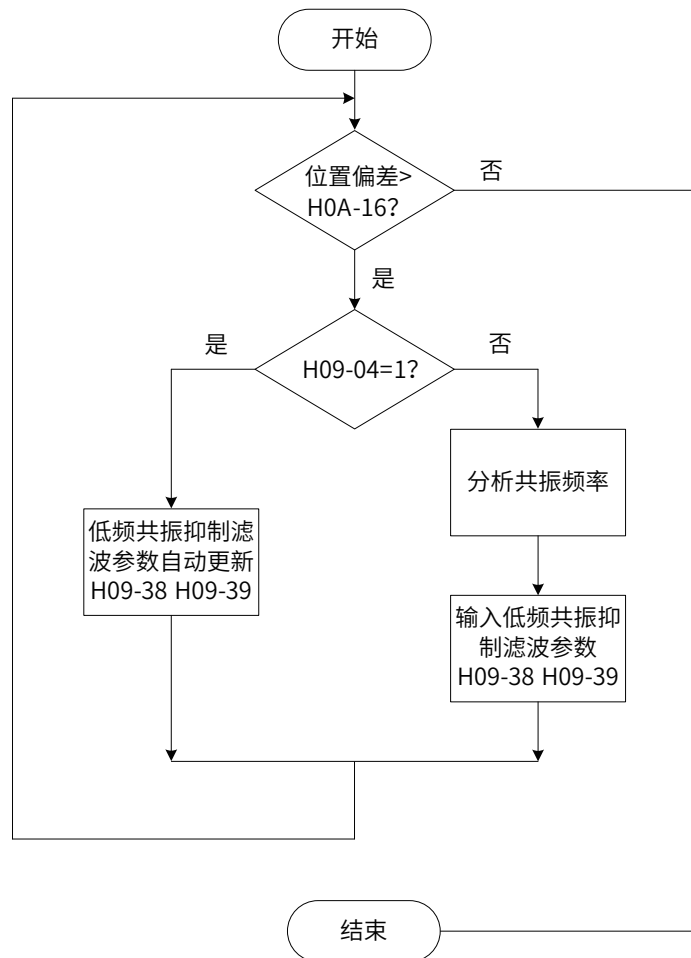 开始
位置偏差>
H0A-16?
否
是
是
H09-04=1?
否
分析共振频率
低频共振抑制滤
波参数自动更新
H09-38 H09-39
输入低频共振抑
制滤波参数
H09-38 H09-39
结束